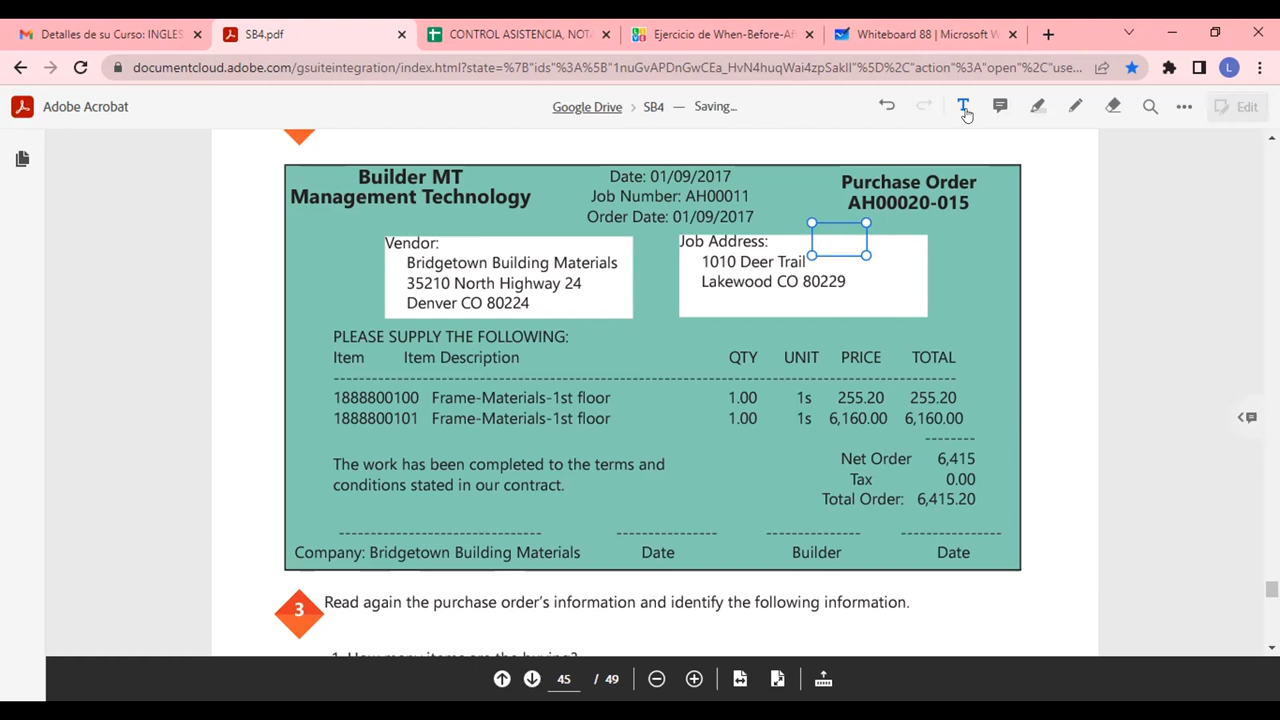 Detalles de su Curso: INGLES
SB4.pdf
CONTROL ASISTENCIA, NOT
Ejercicio de When-Before-Af
Whiteboard 88 | Microsoft W
documentcloud.adobe.com/gsuiteintegration/index.html?state=%7B"ids"%3A%5B"1nuGvAPDnGwCEa_HvN4huqWai4zpSakIl"%5D%2C"action"%3A"open"%2C"use...
L
Adobe Acrobat
Google Drive > SB4 — Saving...
T
Edit
Builder MT
Management Technology
Date: 01/09/2017
Job Number: AH00011
Order Date: 01/09/2017
Purchase Order
AH00020-015
Vendor:
Bridgetown Building Materials
35210 North Highway 24
Denver CO 80224
Job Address:
1010 Deer Trail
Lakewood CO 80229
PLEASE SUPPLY THE FOLLOWING:
Item Item Description QTY UNIT PRICE TOTAL
1888800100 Frame-Materials-1st floor 1.00 1s 255.20 255.20
1888800101 Frame-Materials-1st floor 1.00 1s 6,160.00 6,160.00
The work has been completed to the terms and
conditions stated in our contract.
Net Order 6,415
Tax 0.00
Total Order: 6,415.20
Company: Bridgetown Building Materials Date Builder Date
3 Read again the purchase order's information and identify the following information.
1. How many items are the buying?
45 / 49